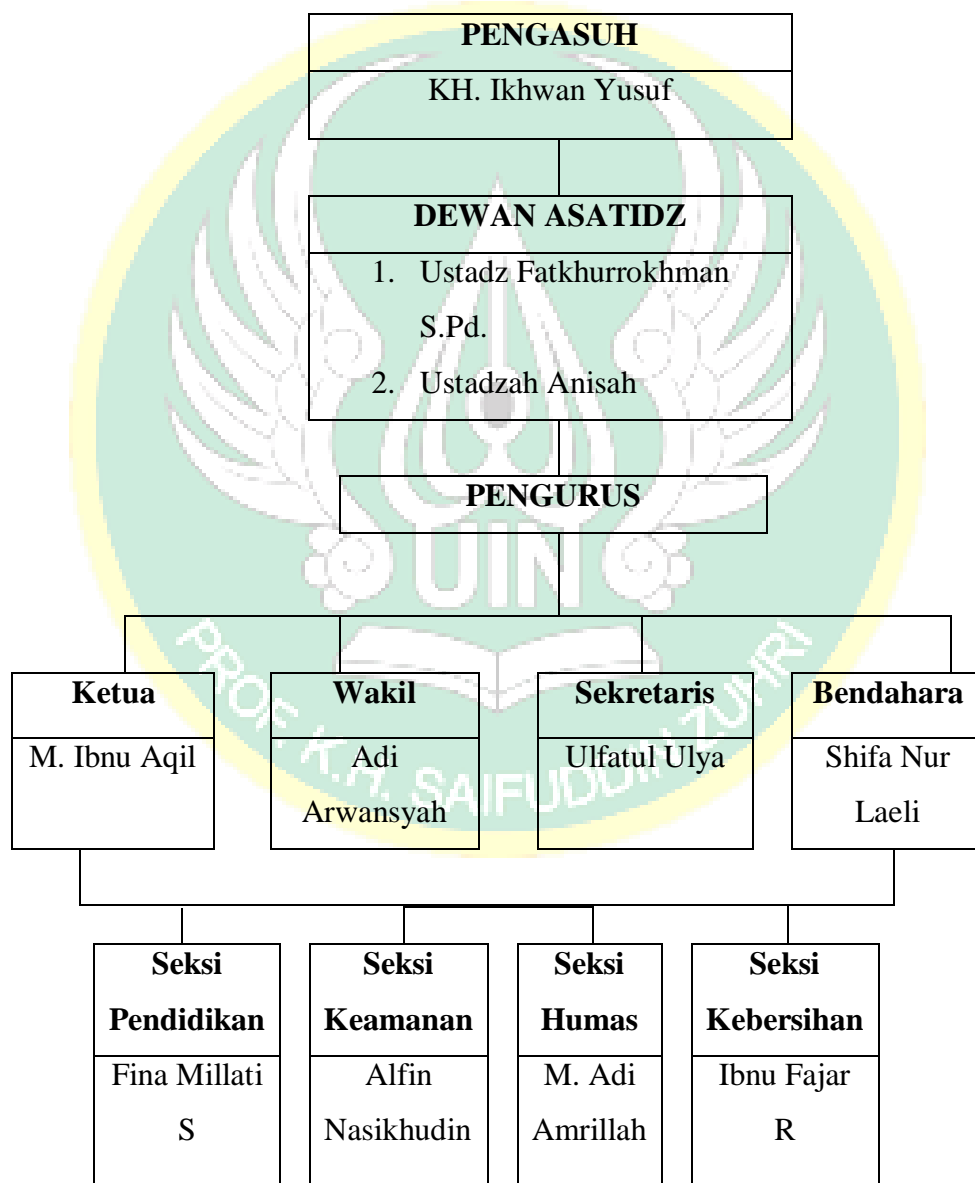 PENGASUH
KH. Ikhwan Yusuf
DEWAN ASATIDZ
1. Ustadz Fatkhurrokhman
S.Pd.
2. Ustadzah Anisah
PENGURUS
UIN
PROF. K.H. SAIFUDDIN ZUHRI
Ketua
M. Ibnu Aqil
Wakil
Adi
Arwansyah
Sekretaris
Ulfatul Ulya
Bendahara
Shifa Nur
Laeli
Seksi
Pendidikan
Fina Millati
S
Seksi
Keamanan
Alfin
Nasikhudin
Seksi
Humas
M. Adi
Amrillah
Seksi
Kebersihan
Ibnu Fajar
R